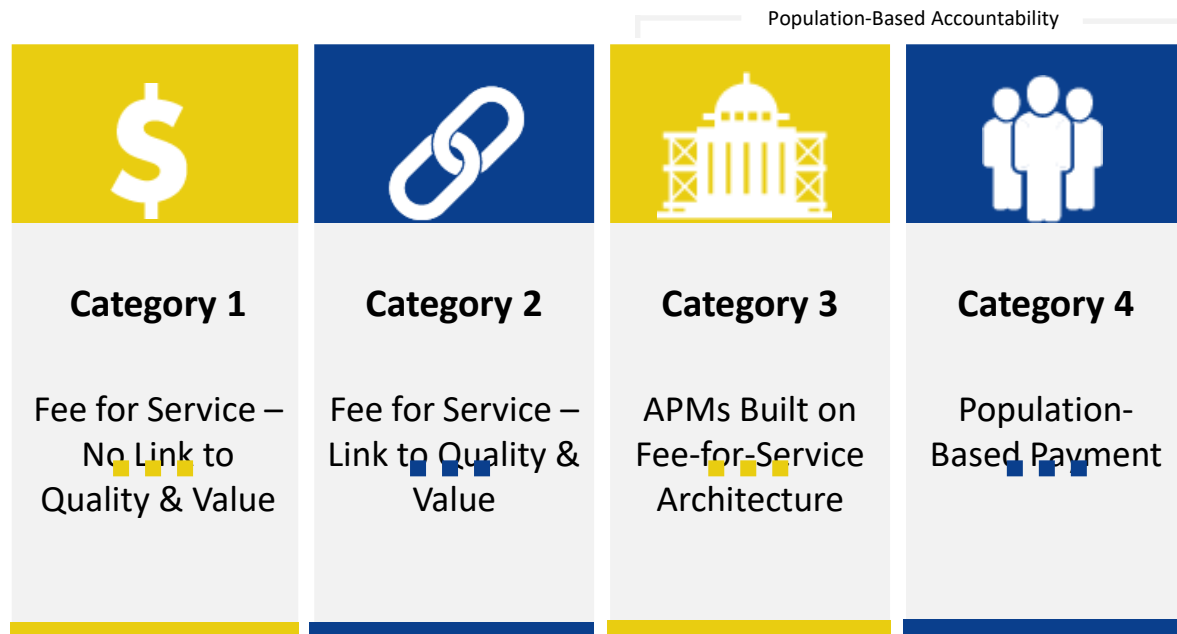 Population-Based Accountability
$
Category 1
Fee for Service –
No Link to
Quality & Value
Category 2
Fee for Service –
Link to Quality &
Value
Category 3
APMs Built on
Fee-for-Service
Architecture
Category 4
Population-
Based Payment